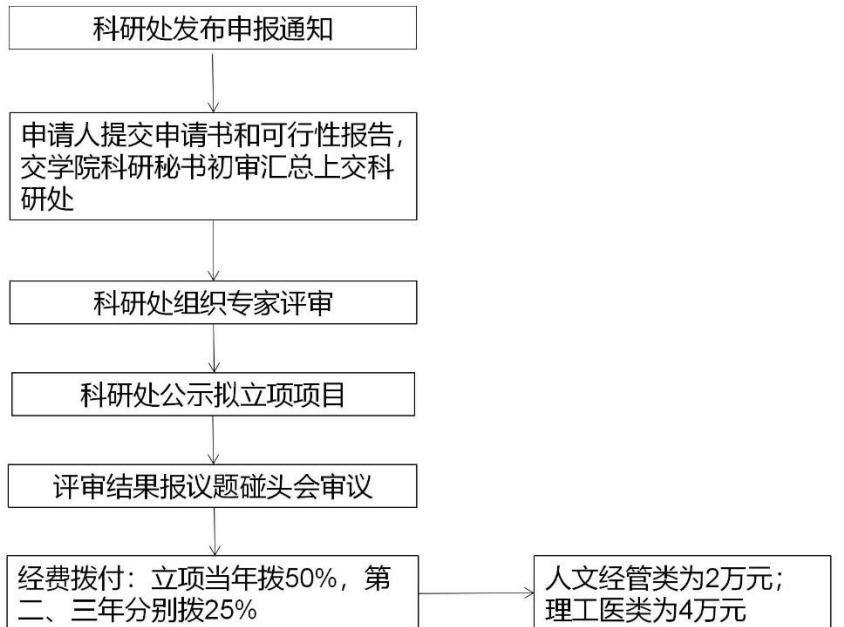 科研处发布申报通知
申请人提交申请书和可行性报告，
交学院科研秘书初审汇总上交科
研处
科研处组织专家评审
科研处公示拟立项项目
评审结果报议题碰头会审议
经费拨付：立项当年拨50%，第
二、三年分别拨25%
人文经管类为2万元；
理工医类为4万元